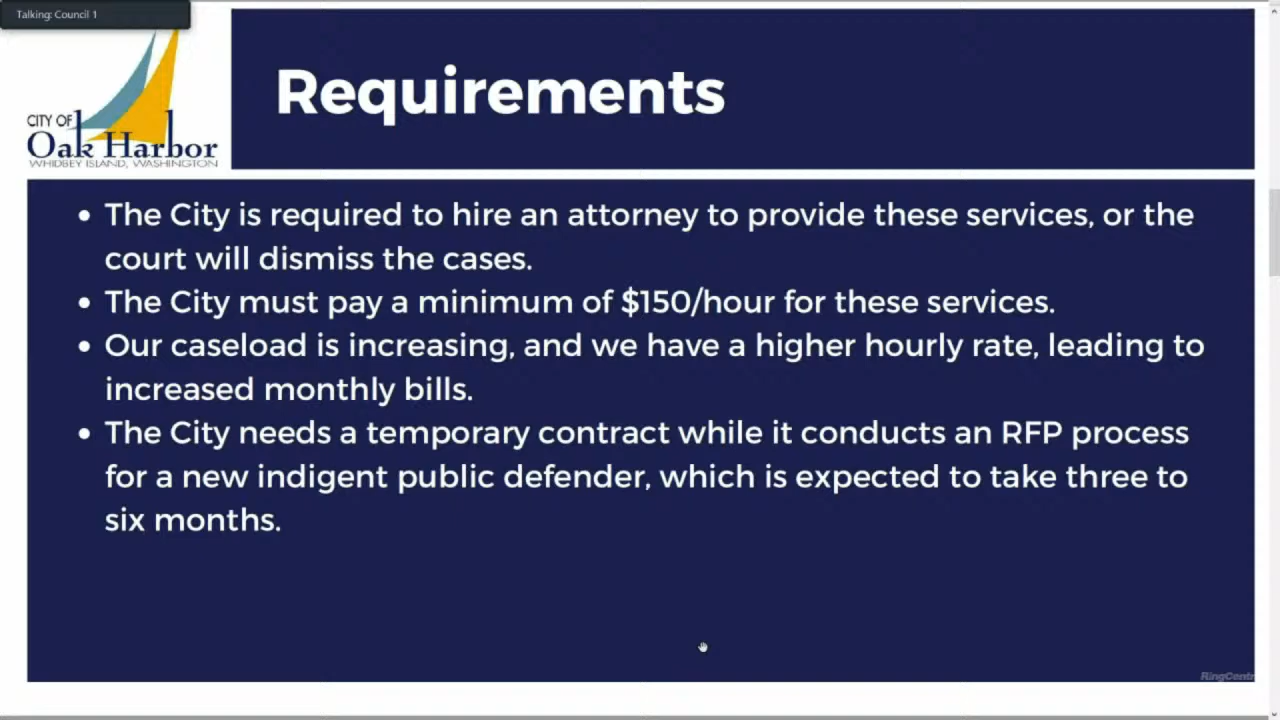 Talking: Council 1
CITY OF
Oak Harbor
WHIDBEY ISLAND, WASHINGTON
Requirements
• The City is required to hire an attorney to provide these services, or the
court will dismiss the cases.
• The City must pay a minimum of $150/hour for these services.
• Our caseload is increasing, and we have a higher hourly rate, leading to
increased monthly bills.
• The City needs a temporary contract while it conducts an RFP process
for a new indigent public defender, which is expected to take three to
six months.
RingCentr